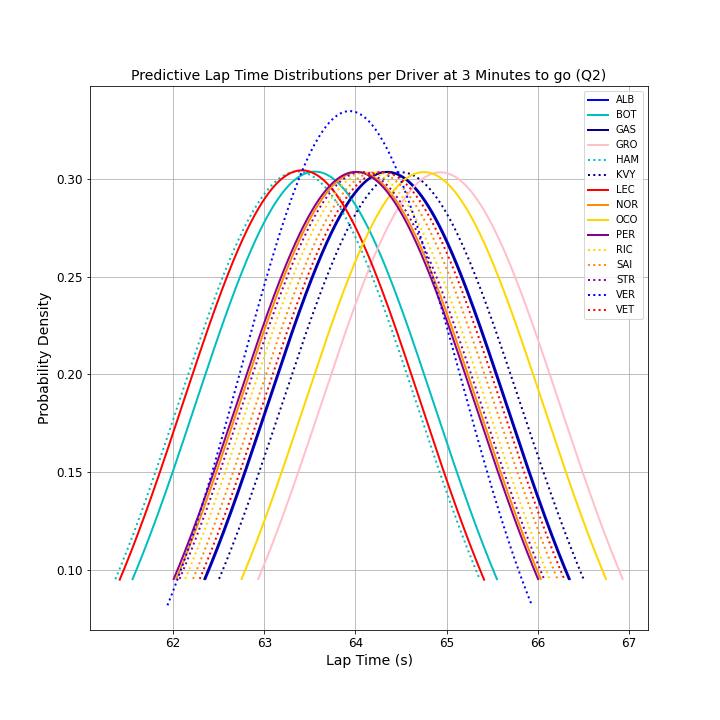 Predictive Lap Time Distributions per Driver at 3 Minutes to go (Q2)
ALB
BOT
GAS
GRO
HAM
KVY
LEC
NOR
OCO
PER
RIC
SAI
STR
VER
VET
0.30
0.25
0.20
0.15
0.10
Probability Density
62 63 64 65 66 67
Lap Time (s)